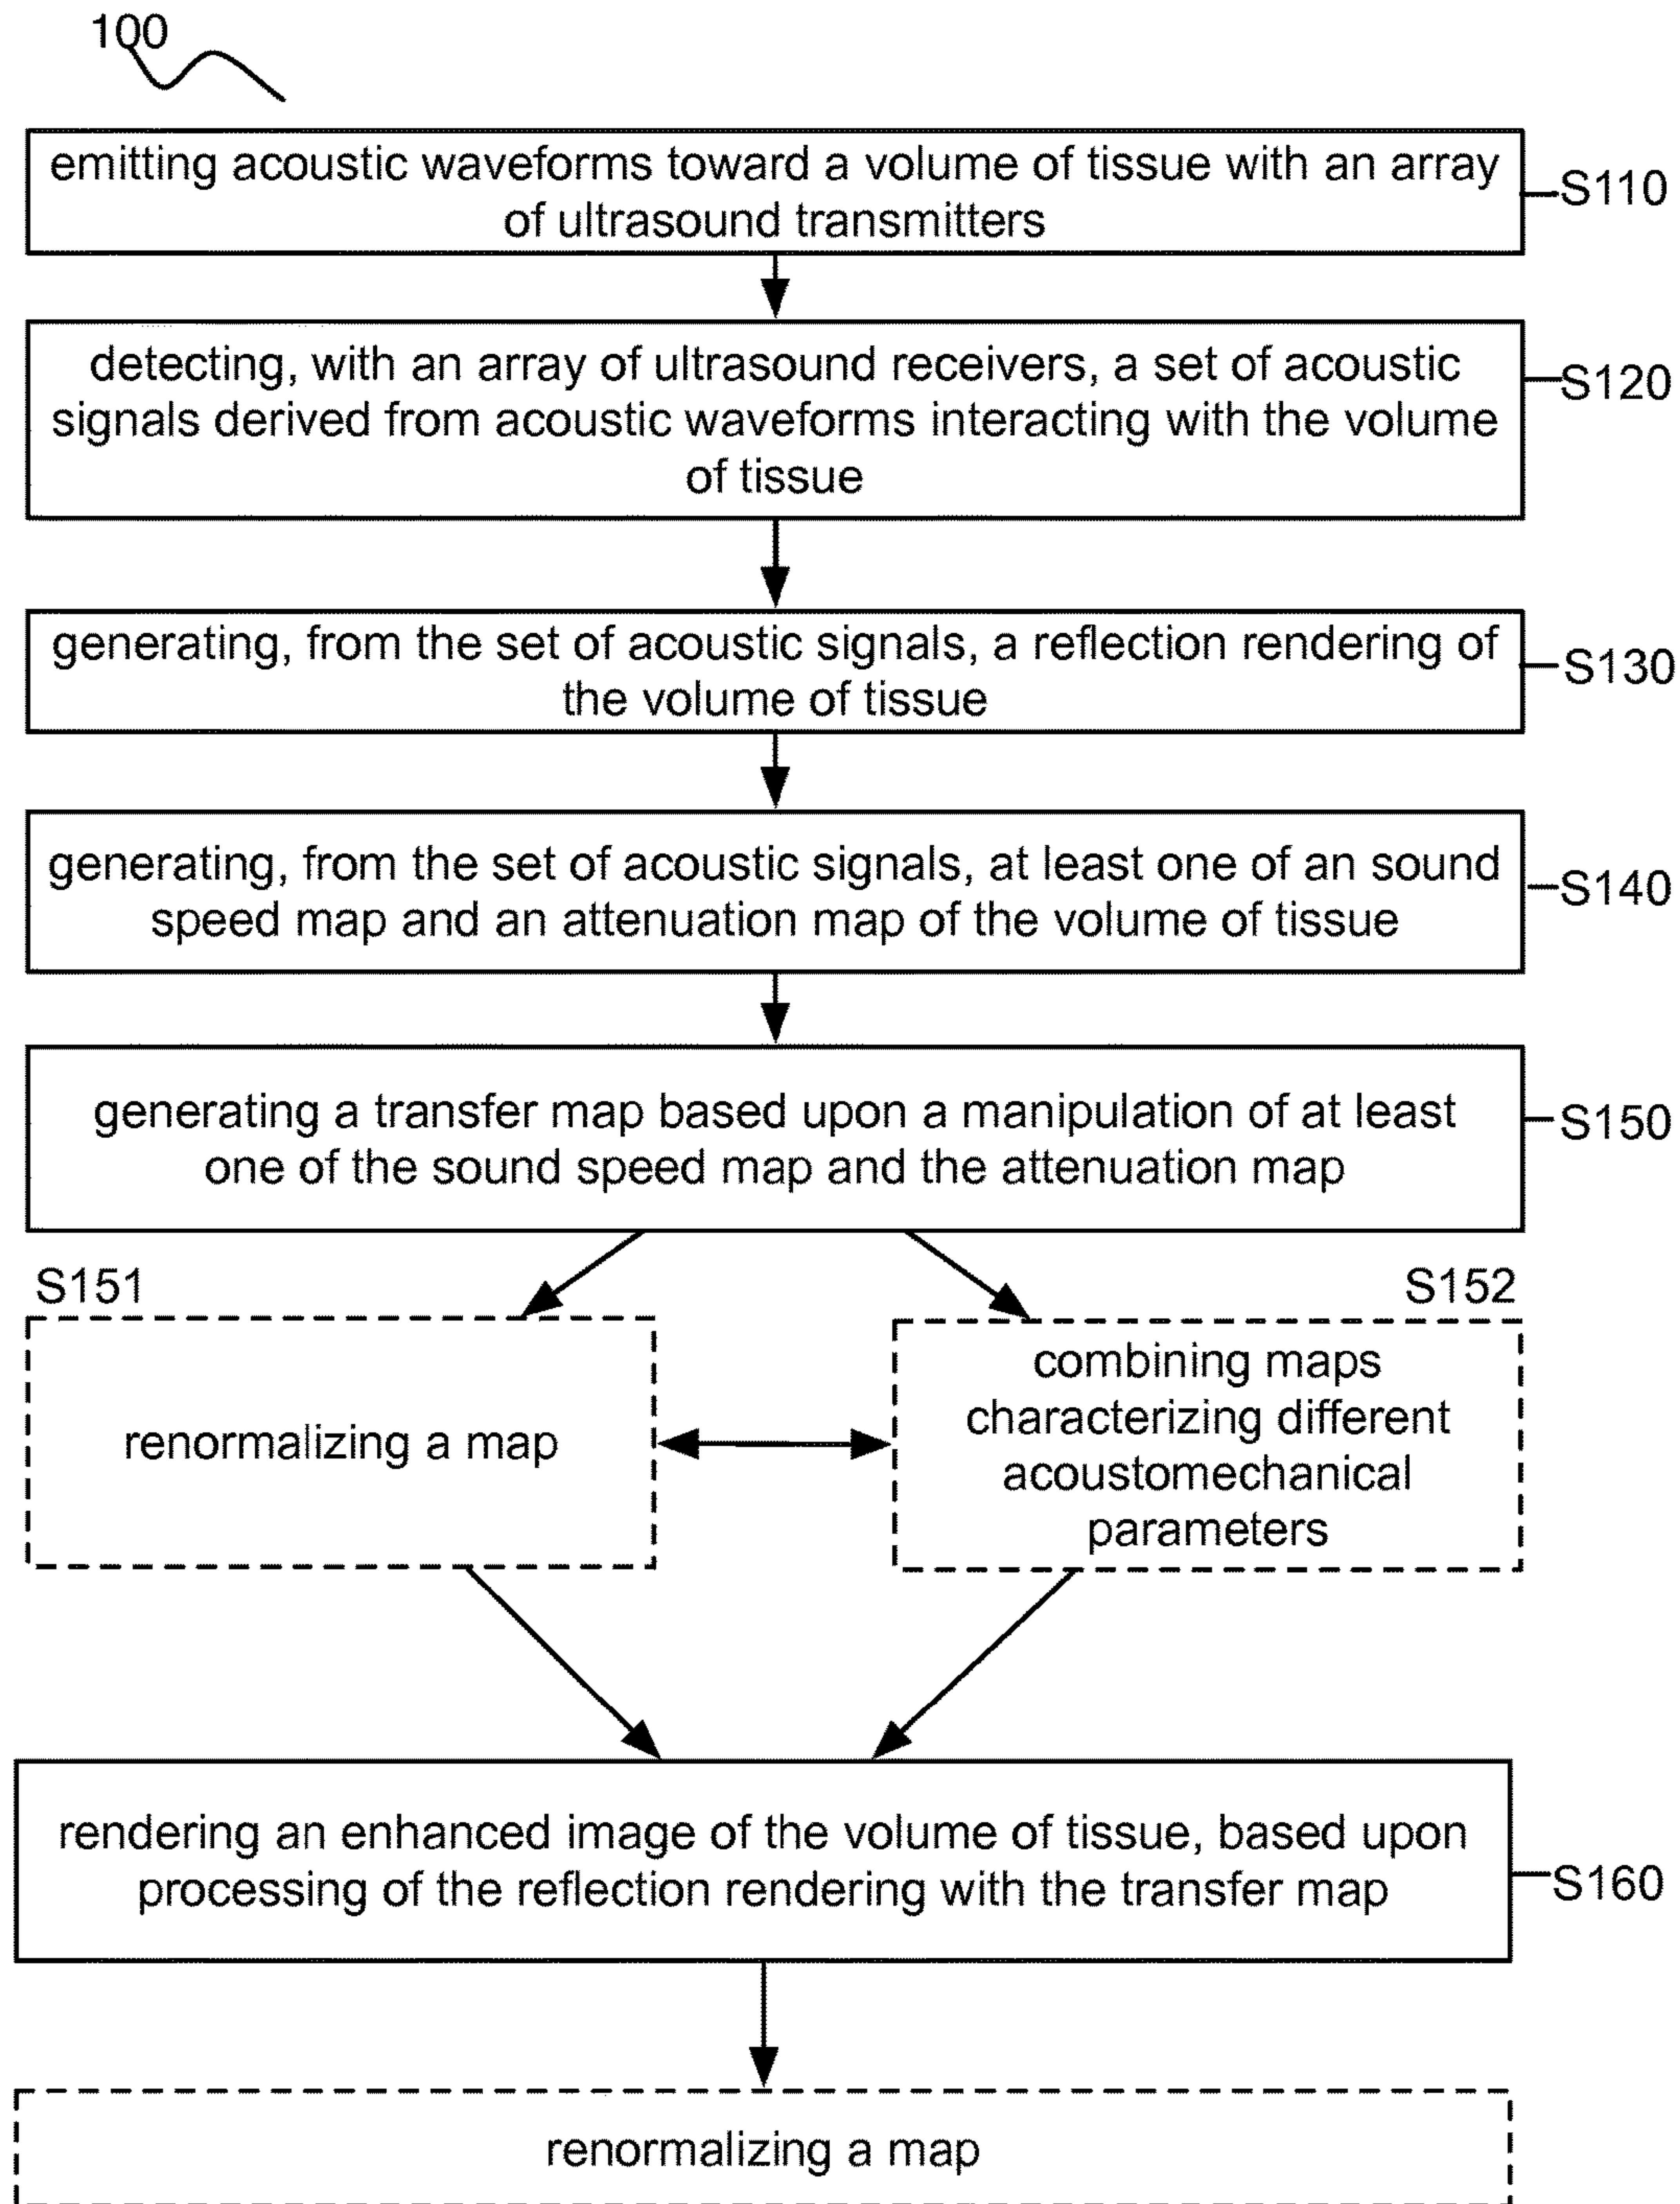 100
emitting acoustic waveforms toward a volume of tissue with an array
of ultrasound transmitters
S110
detecting, with an array of ultrasound receivers, a set of acoustic
signals derived from acoustic waveforms interacting with the volume
of tissue
S120
generating, from the set of acoustic signals, a reflection rendering of
the volume of tissue
S130
generating, from the set of acoustic signals, at least one of an sound
speed map and an attenuation map of the volume of tissue
S140
generating a transfer map based upon a manipulation of at least
one of the sound speed map and the attenuation map
S150
S151
renormalizing a map
S152
combining maps
characterizing different
acoustomechanical
parameters
rendering an enhanced image of the volume of tissue, based upon
processing of the reflection rendering with the transfer map
S160
renormalizing a map